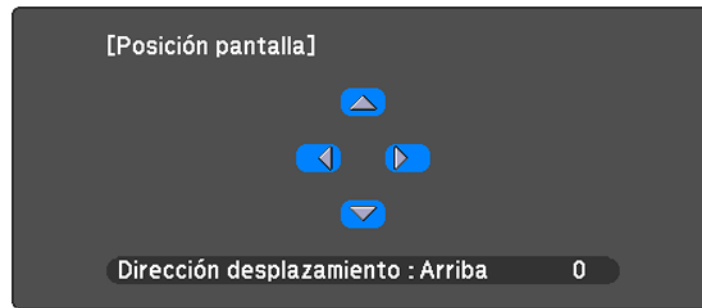 [Posición pantalla]
Dirección desplazamiento : Arriba 0